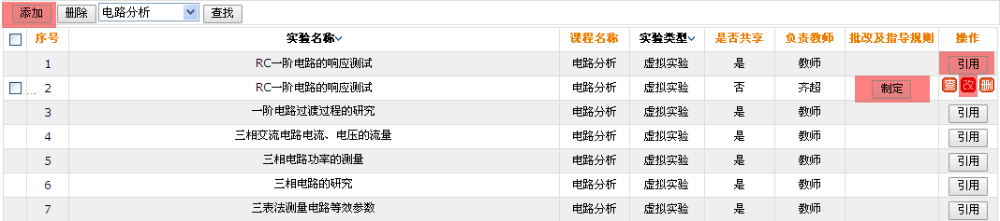 添加 删除 电路分析 查找
序号 实验名称 课程名称 实验类型 是否共享 负责教师 批改及指导规则 操作
1 RC一阶电路的响应测试 电路分析 虚拟实验 是 教师 引用
... 2 RC一阶电路的响应测试 电路分析 虚拟实验 否 齐超 制定 查 改 删
3 一阶电路过渡过程的研究 电路分析 虚拟实验 是 教师 引用
4 三相交流电路电流、电压的流量 电路分析 虚拟实验 是 教师 引用
5 三相电路功率的测量 电路分析 虚拟实验 是 教师 引用
6 三相电路的研究 电路分析 虚拟实验 是 教师 引用
7 三表法测量电路等效参数 电路分析 虚拟实验 是 教师 引用